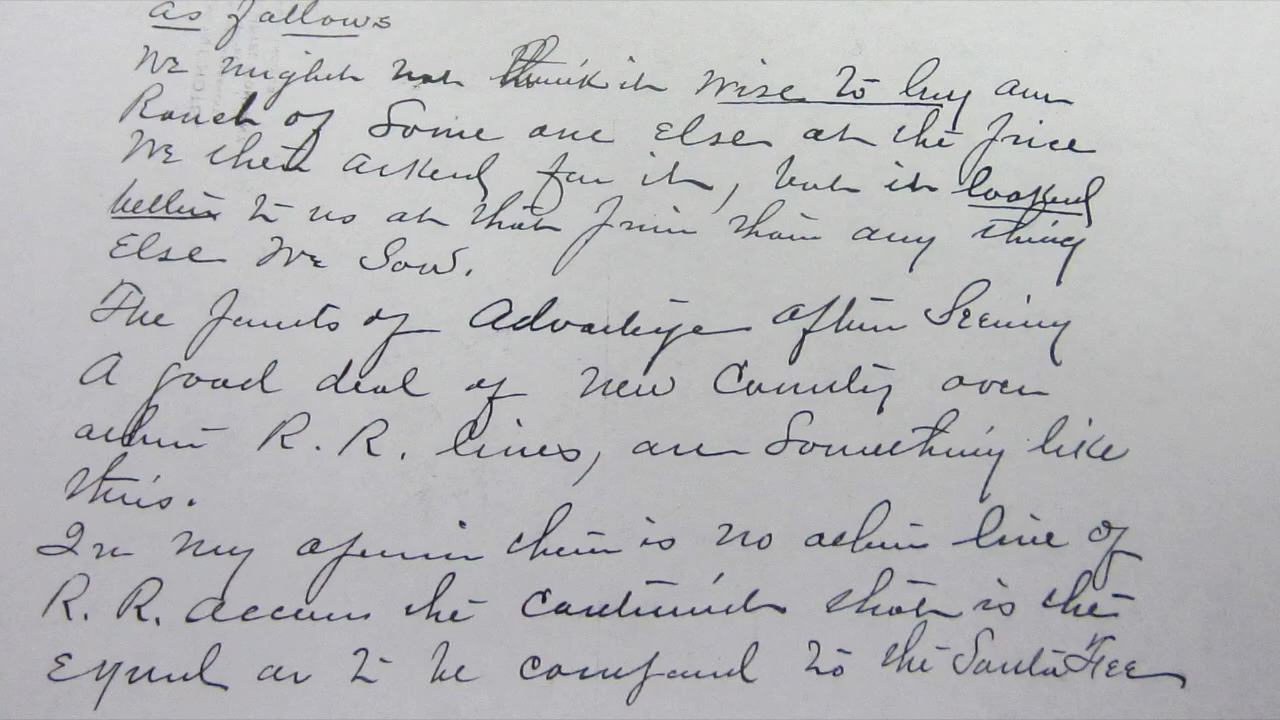 as follows
We might not think it wise to buy our
Ranch of Some one Else at the price
We then asked for it, but it looked
better to us at that price than any thing
Else We Saw.
The points of Advantage after Seeing
A good deal of new Country over
other R. R. lines, are Something like
this.
In my opinion there is no other line of
R. R. across the Continent that is the
Equal or to be compared to the Santa Fee